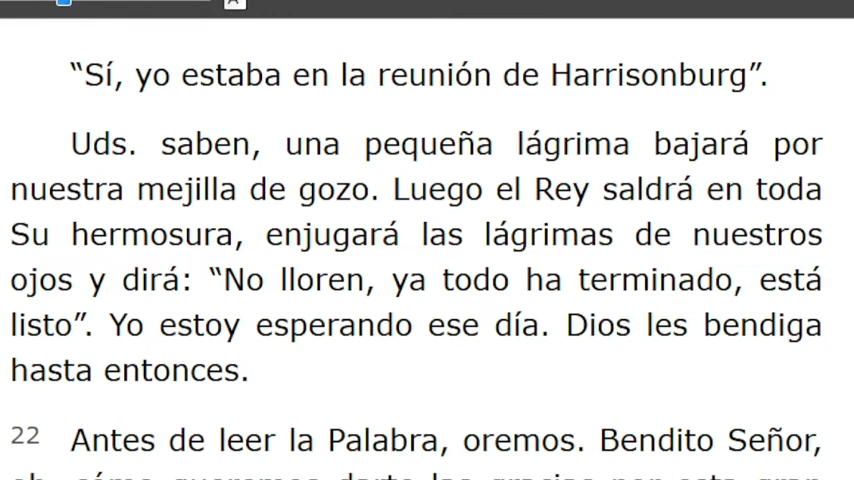 “Sí, yo estaba en la reunión de Harrisonburg”.
Uds. saben, una pequeña lágrima bajará por
nuestra mejilla de gozo. Luego el Rey saldrá en toda
Su hermosura, enjugará las lágrimas de nuestros
ojos y dirá: “No lloren, ya todo ha terminado, está
listo”. Yo estoy esperando ese día. Dios les bendiga
hasta entonces.
22 Antes de leer la Palabra, oremos. Bendito Señor,